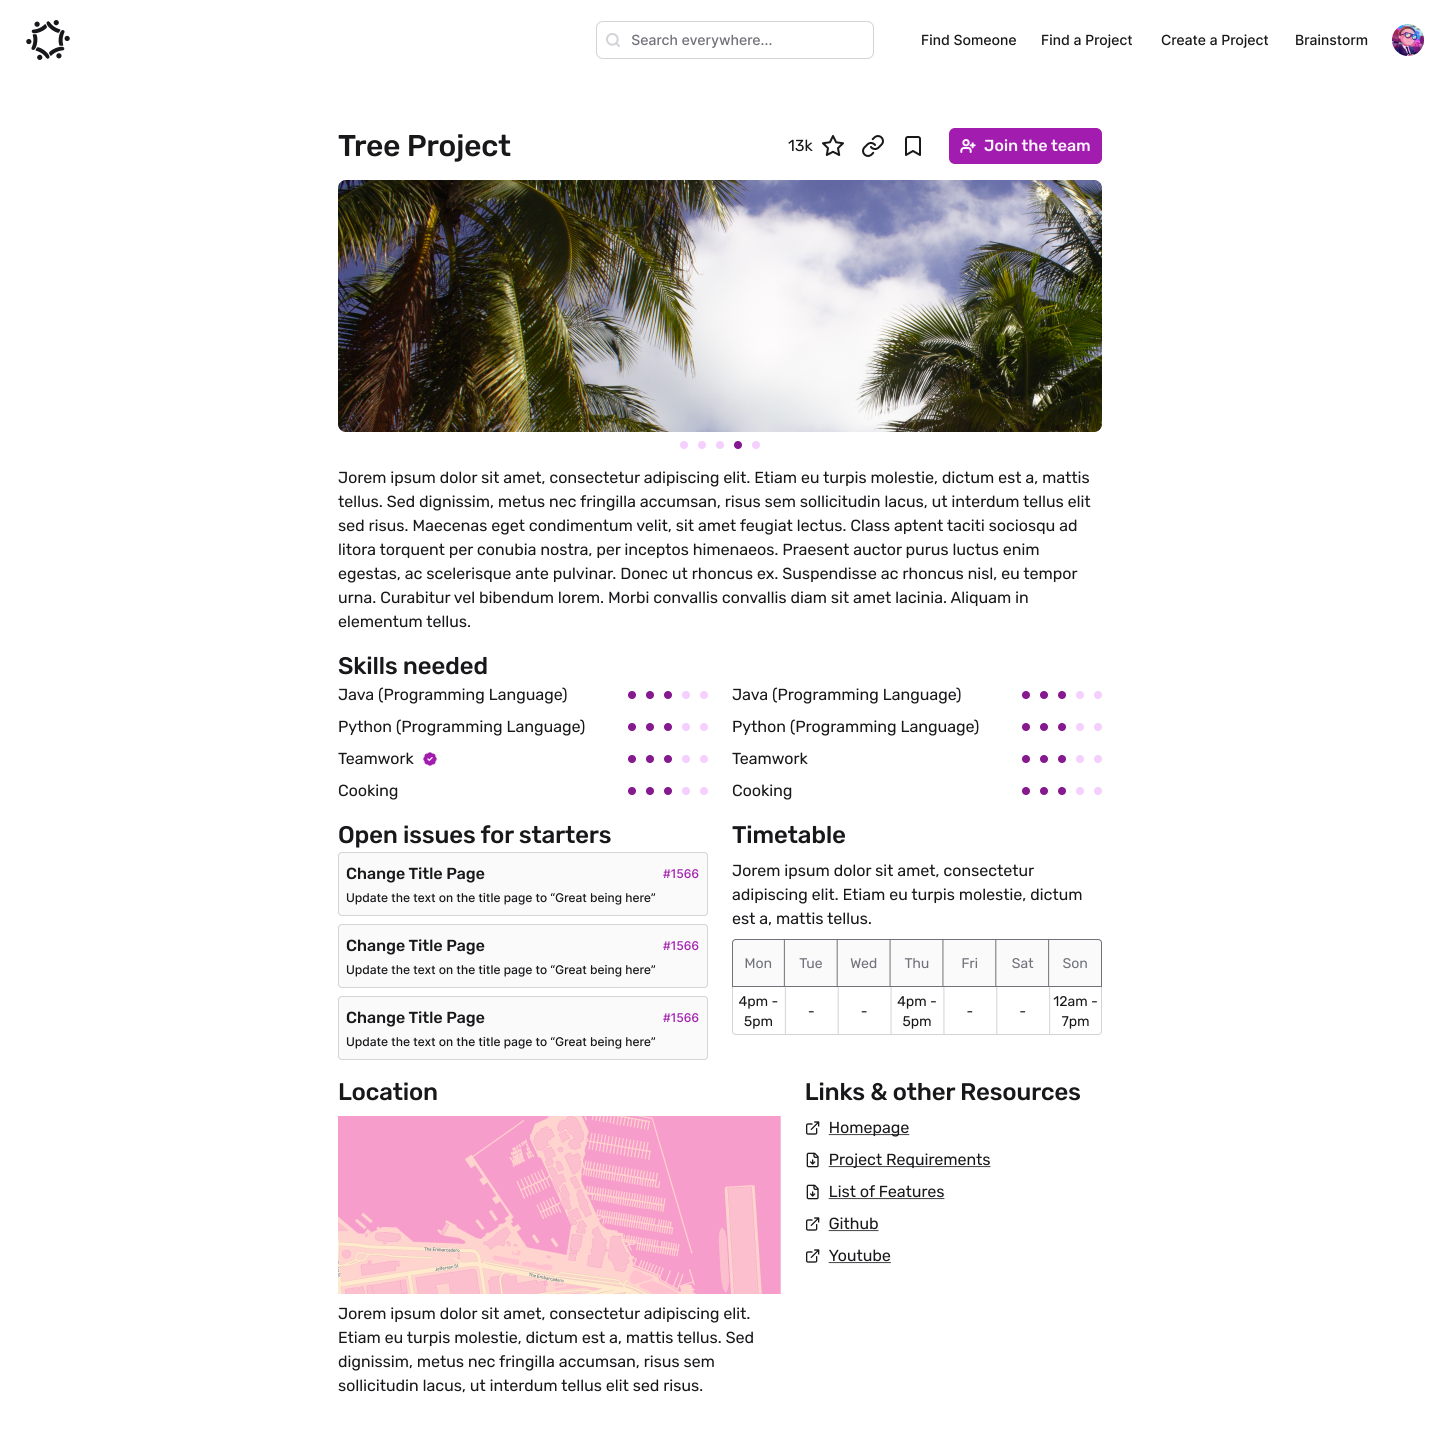 Search everywhere...
Find Someone
Find a Project
Create a Project
Brainstorm
Tree Project
13k
Join the team
Jorem ipsum dolor sit amet, consectetur adipiscing elit. Etiam eu turpis molestie, dictum est a, mattis
tellus. Sed dignissim, metus nec fringilla accumsan, risus sem sollicitudin lacus, ut interdum tellus elit
sed risus. Maecenas eget condimentum velit, sit amet feugiat lectus. Class aptent taciti sociosqu ad
litora torquent per conubia nostra, per inceptos himenaeos. Praesent auctor purus luctus enim
egestas, ac scelerisque ante pulvinar. Donec ut rhoncus ex. Suspendisse ac rhoncus nisl, eu tempor
urna. Curabitur vel bibendum lorem. Morbi convallis convallis diam sit amet lacinia. Aliquam in
elementum tellus.
Skills needed
Java (Programming Language)
Python (Programming Language)
Teamwork
Cooking
Java (Programming Language)
Python (Programming Language)
Teamwork
Cooking
Open issues for starters
Change Title Page #1566
Update the text on the title page to “Great being here”
Change Title Page #1566
Update the text on the title page to “Great being here”
Change Title Page #1566
Update the text on the title page to “Great being here”
Timetable
Jorem ipsum dolor sit amet, consectetur
adipiscing elit. Etiam eu turpis molestie, dictum
est a, mattis tellus.
Mon Tue Wed Thu Fri Sat Son
4pm - - - 4pm - - - 12am -
5pm 5pm 7pm
Location
The Embarcadero
Jefferson St
The Embarcadero
Jorem ipsum dolor sit amet, consectetur adipiscing elit.
Etiam eu turpis molestie, dictum est a, mattis tellus. Sed
dignissim, metus nec fringilla accumsan, risus sem
sollicitudin lacus, ut interdum tellus elit sed risus.
Links & other Resources
Homepage
Project Requirements
List of Features
Github
Youtube